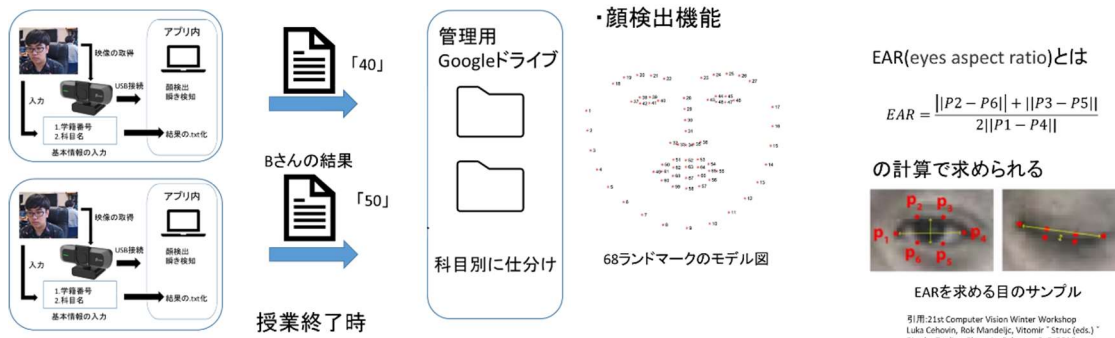 アプリ内
映像の取得
USB接続
顔検出
瞬き検知
入力
1.学籍番号
2.科目名
結果の.txt化
基本情報の入力
アプリ内
映像の取得
USB接続
顔検出
瞬き検知
入力
1.学籍番号
2.科目名
結果の.txt化
基本情報の入力
「40」
Bさんの結果
「50」
授業終了時
管理用
Googleドライブ
科目別に仕分け
・顔検出機能
68ランドマークのモデル図
EAR(eyes aspect ratio)とは
EAR = ||P2 − P6|| + ||P3 − P5|| / 2||P1 − P4||
の計算で求められる
p2 p3
p1 p4
p6 p5
EARを求める目のサンプル
引用:21st Computer Vision Winter Workshop
Luka Cehovin, Rok Mandeljc, Vitomir ˇ Struc (eds.) ˇ